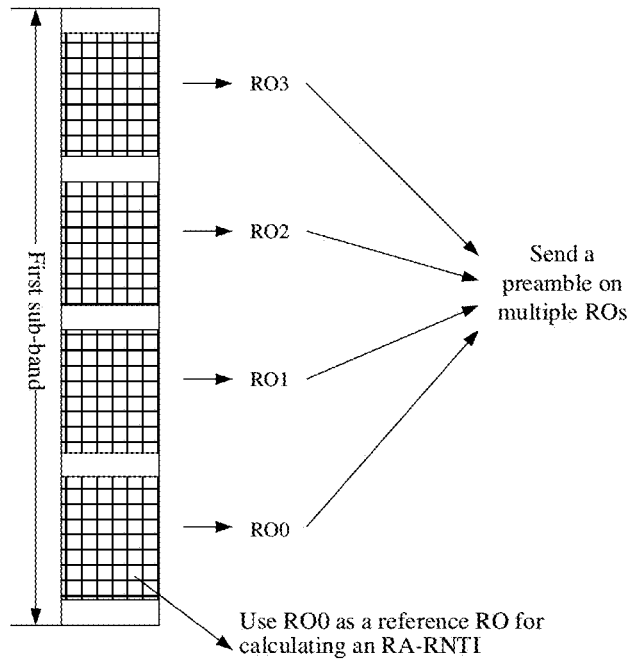 RO3
RO2
Send a
preamble on
multiple ROs
First sub-band
RO1
RO0
Use RO0 as a reference RO for
calculating an RA-RNTI